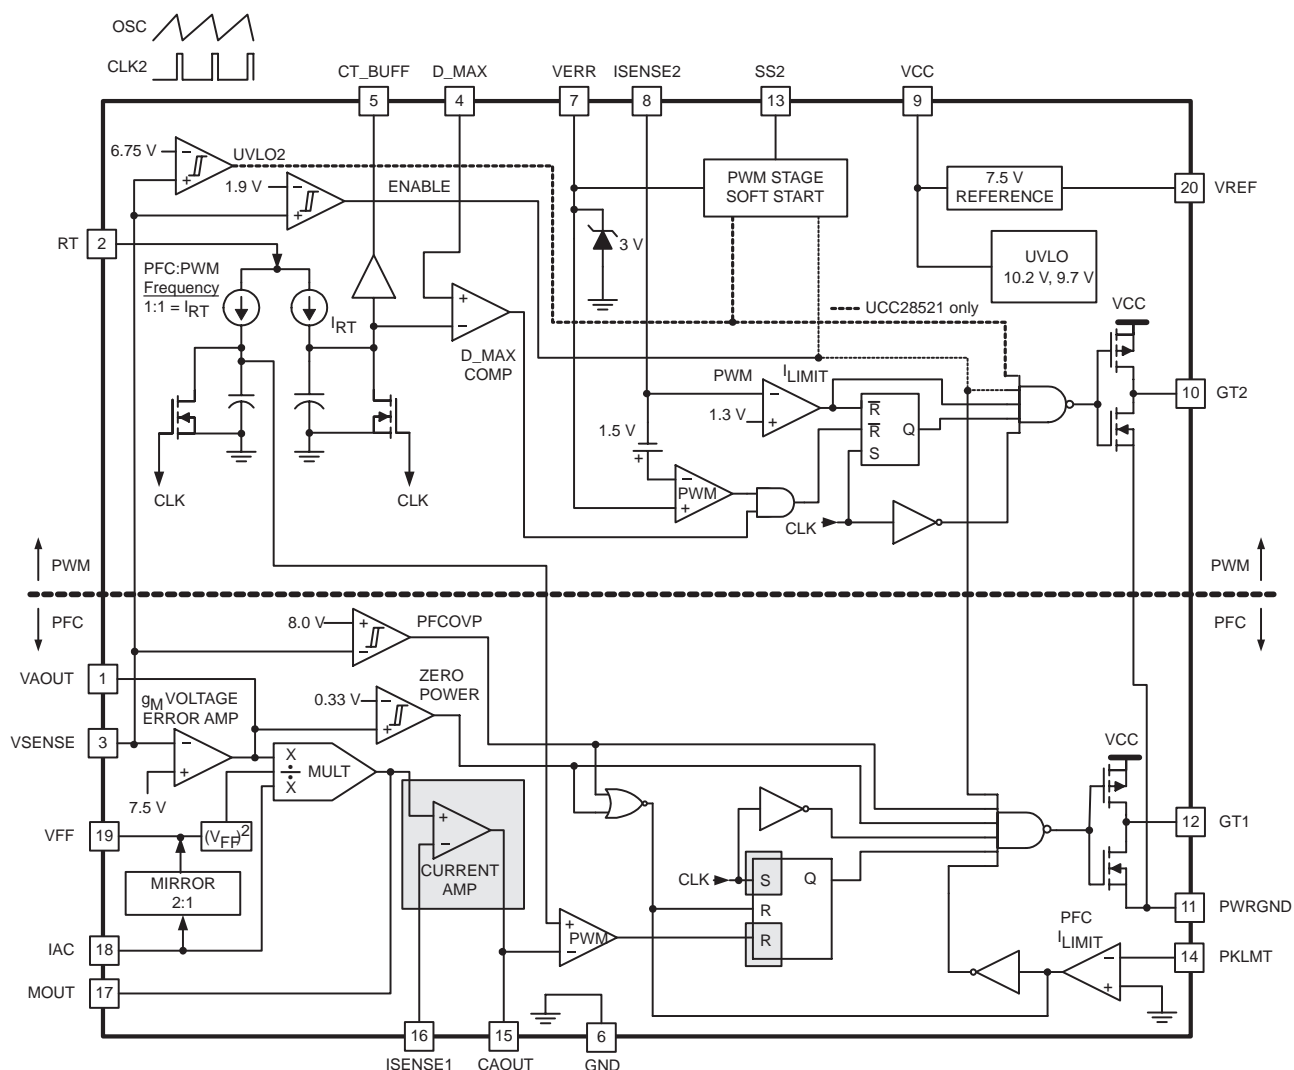 OSC
CLK2
CT_BUFF
D_MAX
VERR
ISENSE2
SS2
VCC
5
4
7
8
13
9
6.75 V
−
+
UVLO2
1.9 V
−
+
ENABLE
PWM STAGE
SOFT START
7.5 V
REFERENCE
20
VREF
RT
2
3 V
UVLO
10.2 V, 9.7 V
PFC:PWM
Frequency
1:1 = IRT
IRT
+
−
D_MAX
COMP
UCC28521 only
VCC
PWM
ILIMIT
−
1.3 V
+
R
R
Q
S
10
GT2
1.5 V
+
−
PWM
+
CLK
CLK
CLK
PWM
PWM
PFC
PFC
8.0 V
+
−
PFCOVP
VAOUT
1
ZERO
POWER
0.33 V
−
+
gM VOLTAGE
ERROR AMP
VSENSE
3
−
+
7.5 V
X
÷
X
MULT
VCC
VFF
19
(VFF)2
+
−
CURRENT
AMP
12
GT1
MIRROR
2:1
CLK
S
Q
R
R
11
PWRGND
IAC
18
+
PWM
−
PFC
ILIMIT
−
+
14
PKLMT
MOUT
17
16
15
6
ISENSE1
CAOUT
GND